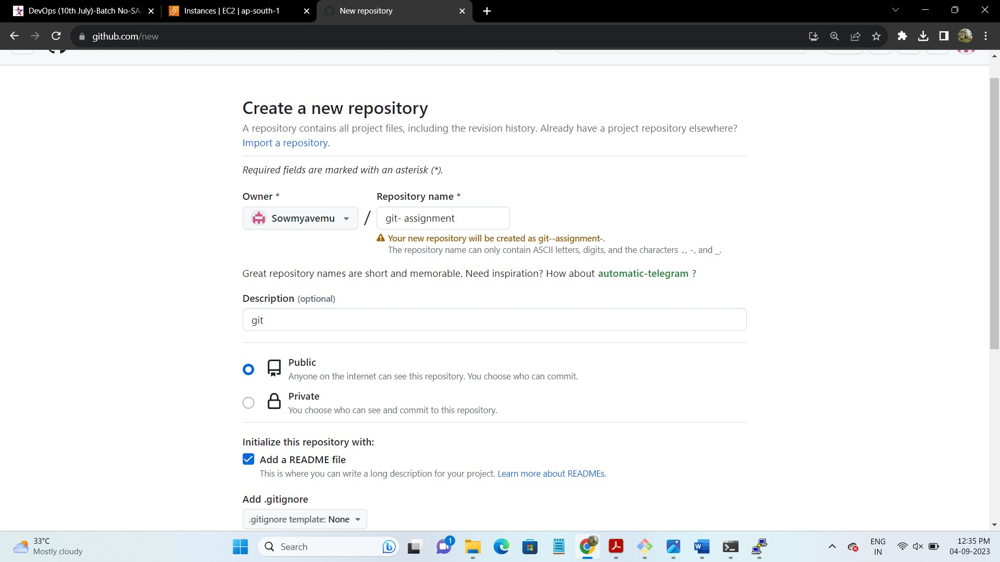 DevOps (10th July)-Batch No-SA2
Instances | EC2 | ap-south-1
New repository
github.com/new
Create a new repository
A repository contains all project files, including the revision history. Already have a project repository elsewhere?
Import a repository.
Required fields are marked with an asterisk (*).
Owner *
Repository name *
Sowmyavemu
/
git- assignment
Your new repository will be created as git--assignment-.
The repository name can only contain ASCII letters, digits, and the characters ., -, and _.
Great repository names are short and memorable. Need inspiration? How about automatic-telegram ?
Description (optional)
git
Public
Anyone on the internet can see this repository. You choose who can commit.
Private
You choose who can see and commit to this repository.
Initialize this repository with:
Add a README file
This is where you can write a long description for your project. Learn more about READMEs.
Add .gitignore
.gitignore template: None
33°C
Mostly cloudy
Search
1
ENG
IN
12:35 PM
04-09-2023